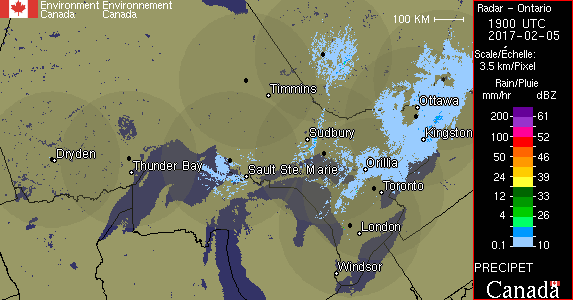 Environment Environnement
Canada Canada
100 KM
Radar - Ontario
1900 UTC
2017-02-05
Scale/Échelle:
3.5 km/Pixel
Rain/Pluie
mm/hr dBZ
200 61
100 52
50 46
24 39
12 33
4 26
1 20
0.1 10
PRECIPET
Canada
Timmins
Ottawa
Sudbury
Kingston
Dryden
Thunder Bay
Sault Ste. Marie
Orillia
Toronto
London
Windsor